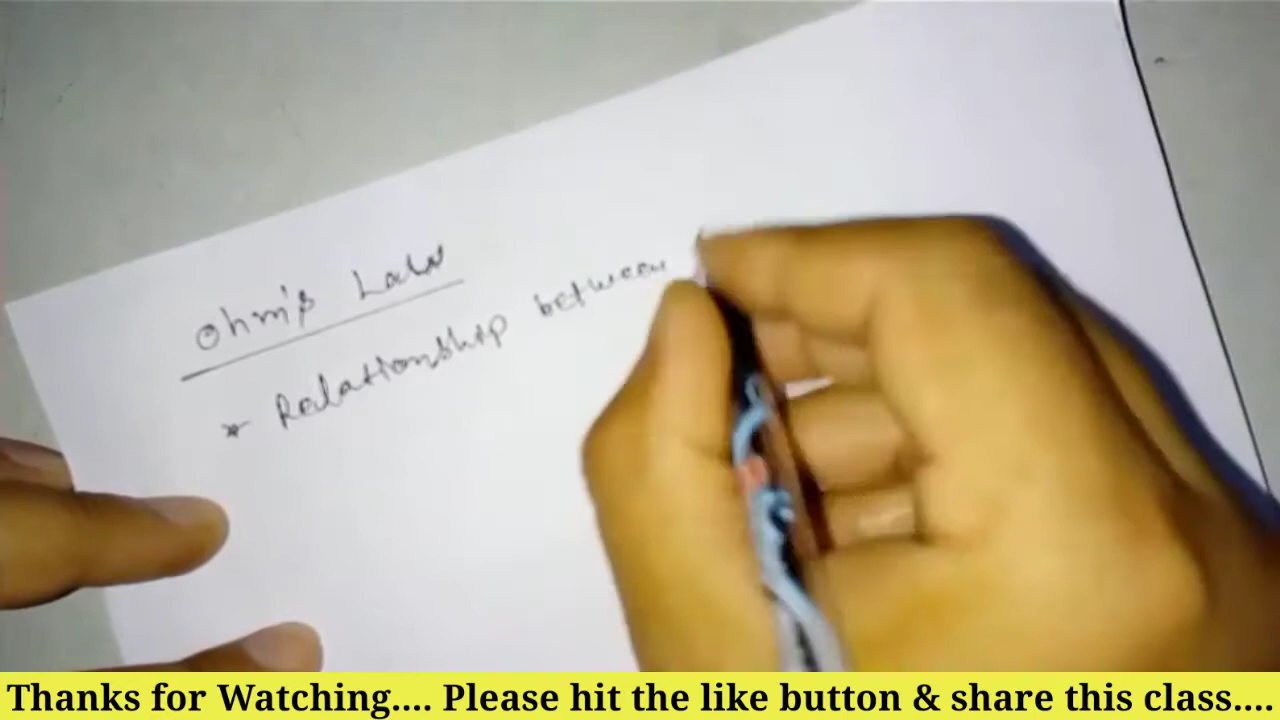 Ohm's Law
* Relationship between
Thanks for Watching.... Please hit the like button & share this class....